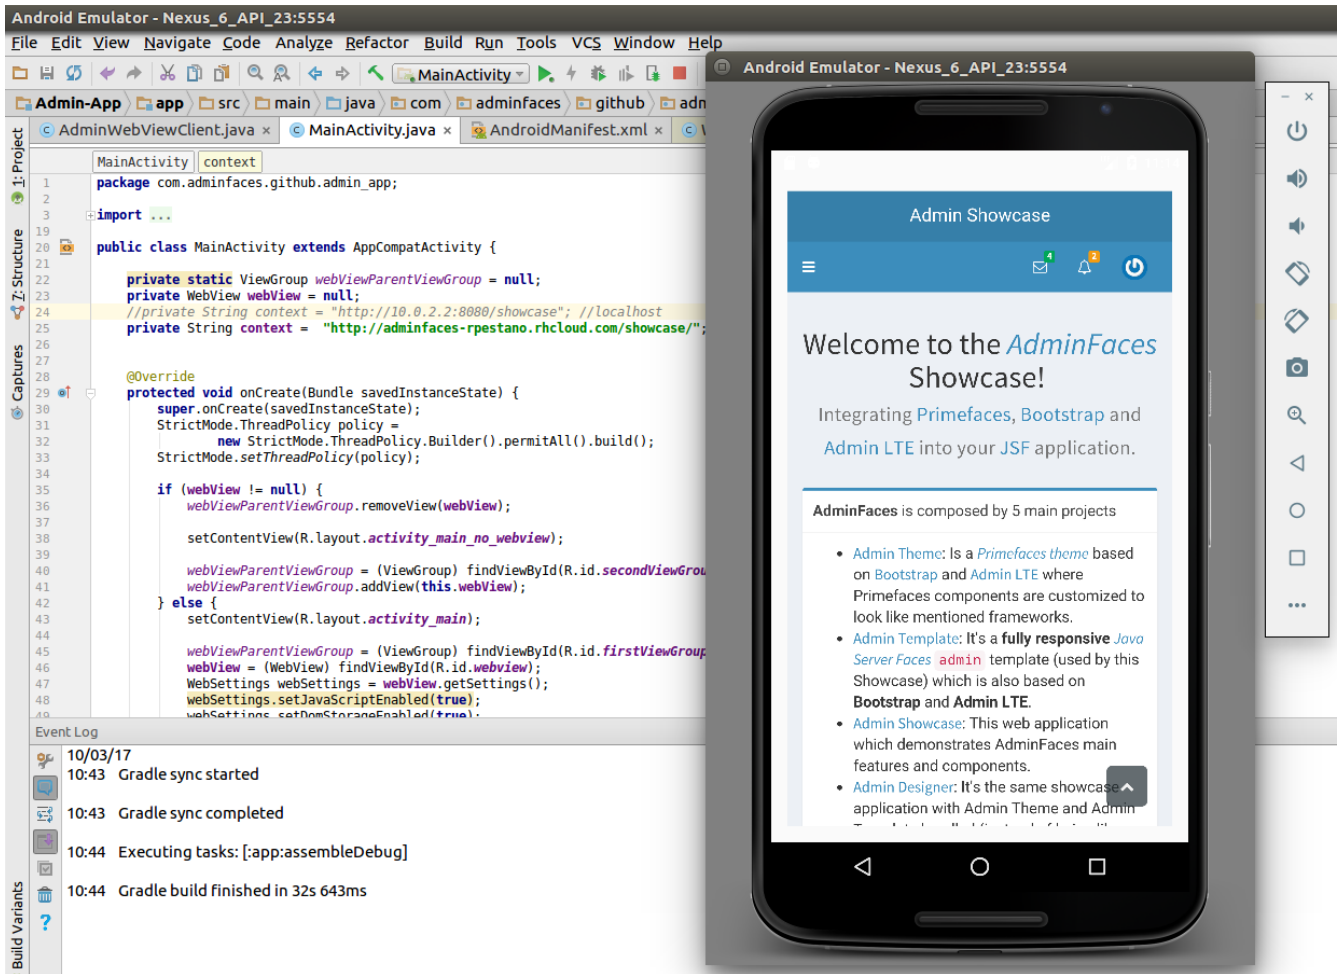 Android Emulator - Nexus_6_API_23:5554
File Edit View Navigate Code Analyze Refactor Build Run Tools VCS Window Help
MainActivity
Admin-App app src main java com adminfaces github adn
AdminWebViewClient.java × MainActivity.java × AndroidManifest.xml ×
MainActivity context
1: Project
7: Structure
Captures
Build Variants
1 package com.adminfaces.github.admin_app;
2
3 import ...
19
20 public class MainActivity extends AppCompatActivity {
21
22 private static ViewGroup webViewParentViewGroup = null;
23 private WebView webView = null;
24 //private String context = "http://10.0.2.2:8080/showcase"; //localhost
25 private String context = "http://adminfaces-rpestano.rhcloud.com/showcase/";
26
27
28 @Override
29 protected void onCreate(Bundle savedInstanceState) {
30 super.onCreate(savedInstanceState);
31 StrictMode.ThreadPolicy policy =
32 new StrictMode.ThreadPolicy.Builder().permitAll().build();
33 StrictMode.setThreadPolicy(policy);
34
35 if (webView != null) {
36 webViewParentViewGroup.removeView(webView);
37
38 setContentView(R.layout.activity_main_no_webview);
39
40 webViewParentViewGroup = (ViewGroup) findViewById(R.id.secondViewGrou
41 webViewParentViewGroup.addView(this.webView);
42 } else {
43 setContentView(R.layout.activity_main);
44
45 webViewParentViewGroup = (ViewGroup) findViewById(R.id.firstViewGroup
46 webView = (WebView) findViewById(R.id.webview);
47 WebSettings webSettings = webView.getSettings();
48 webSettings.setJavaScriptEnabled(true);
49 webSettings.setDomStorageEnabled(true);
Event Log
10/03/17
10:43 Gradle sync started
10:43 Gradle sync completed
10:44 Executing tasks: [:app:assembleDebug]
10:44 Gradle build finished in 32s 643ms
Android Emulator - Nexus_6_API_23:5554
Admin Showcase
4 2
Welcome to the AdminFaces
Showcase!
Integrating Primefaces, Bootstrap and
Admin LTE into your JSF application.
AdminFaces is composed by 5 main projects
• Admin Theme: Is a Primefaces theme based
on Bootstrap and Admin LTE where
Primefaces components are customized to
look like mentioned frameworks.
• Admin Template: It's a fully responsive Java
Server Faces admin template (used by this
Showcase) which is also based on
Bootstrap and Admin LTE.
• Admin Showcase: This web application
which demonstrates AdminFaces main
features and components.
• Admin Designer: It's the same showcase
application with Admin Theme and Admin